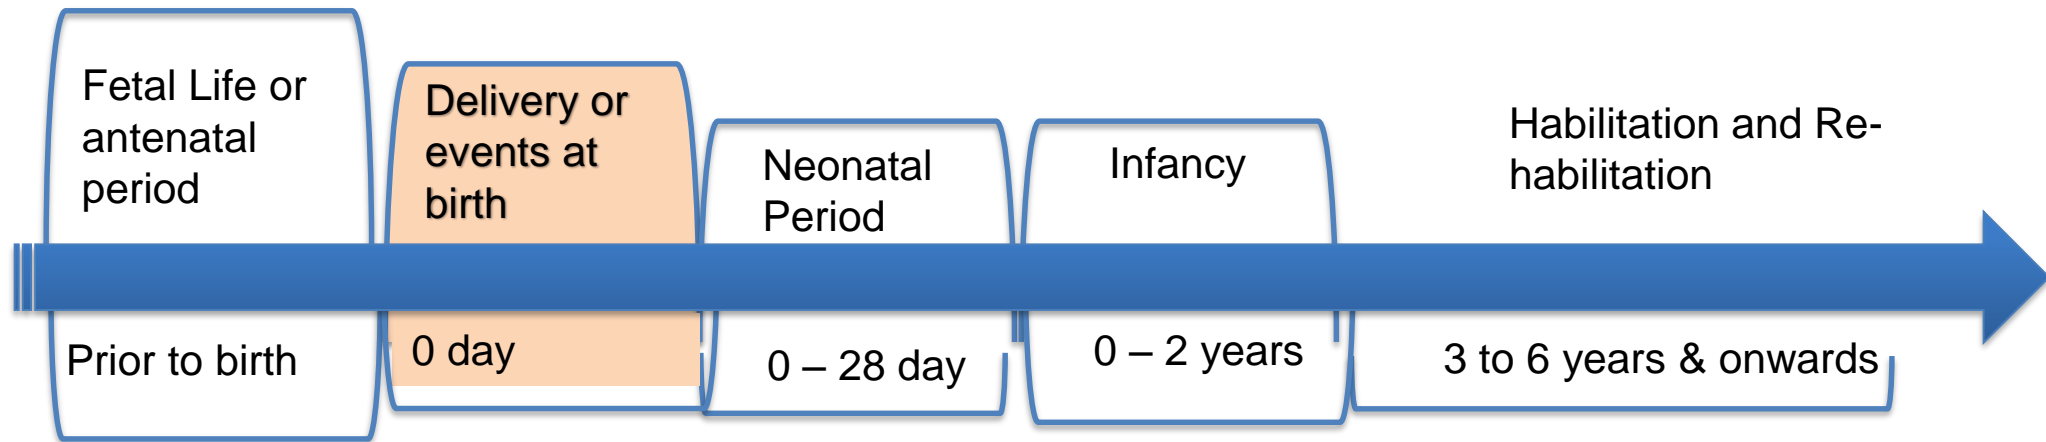 Fetal Life or
antenatal
period
Delivery or
events at
birth
Neonatal
Period
Infancy
Habilitation and Re-
habilitation
Prior to birth
0 day
0 – 28 day
0 – 2 years
3 to 6 years & onwards